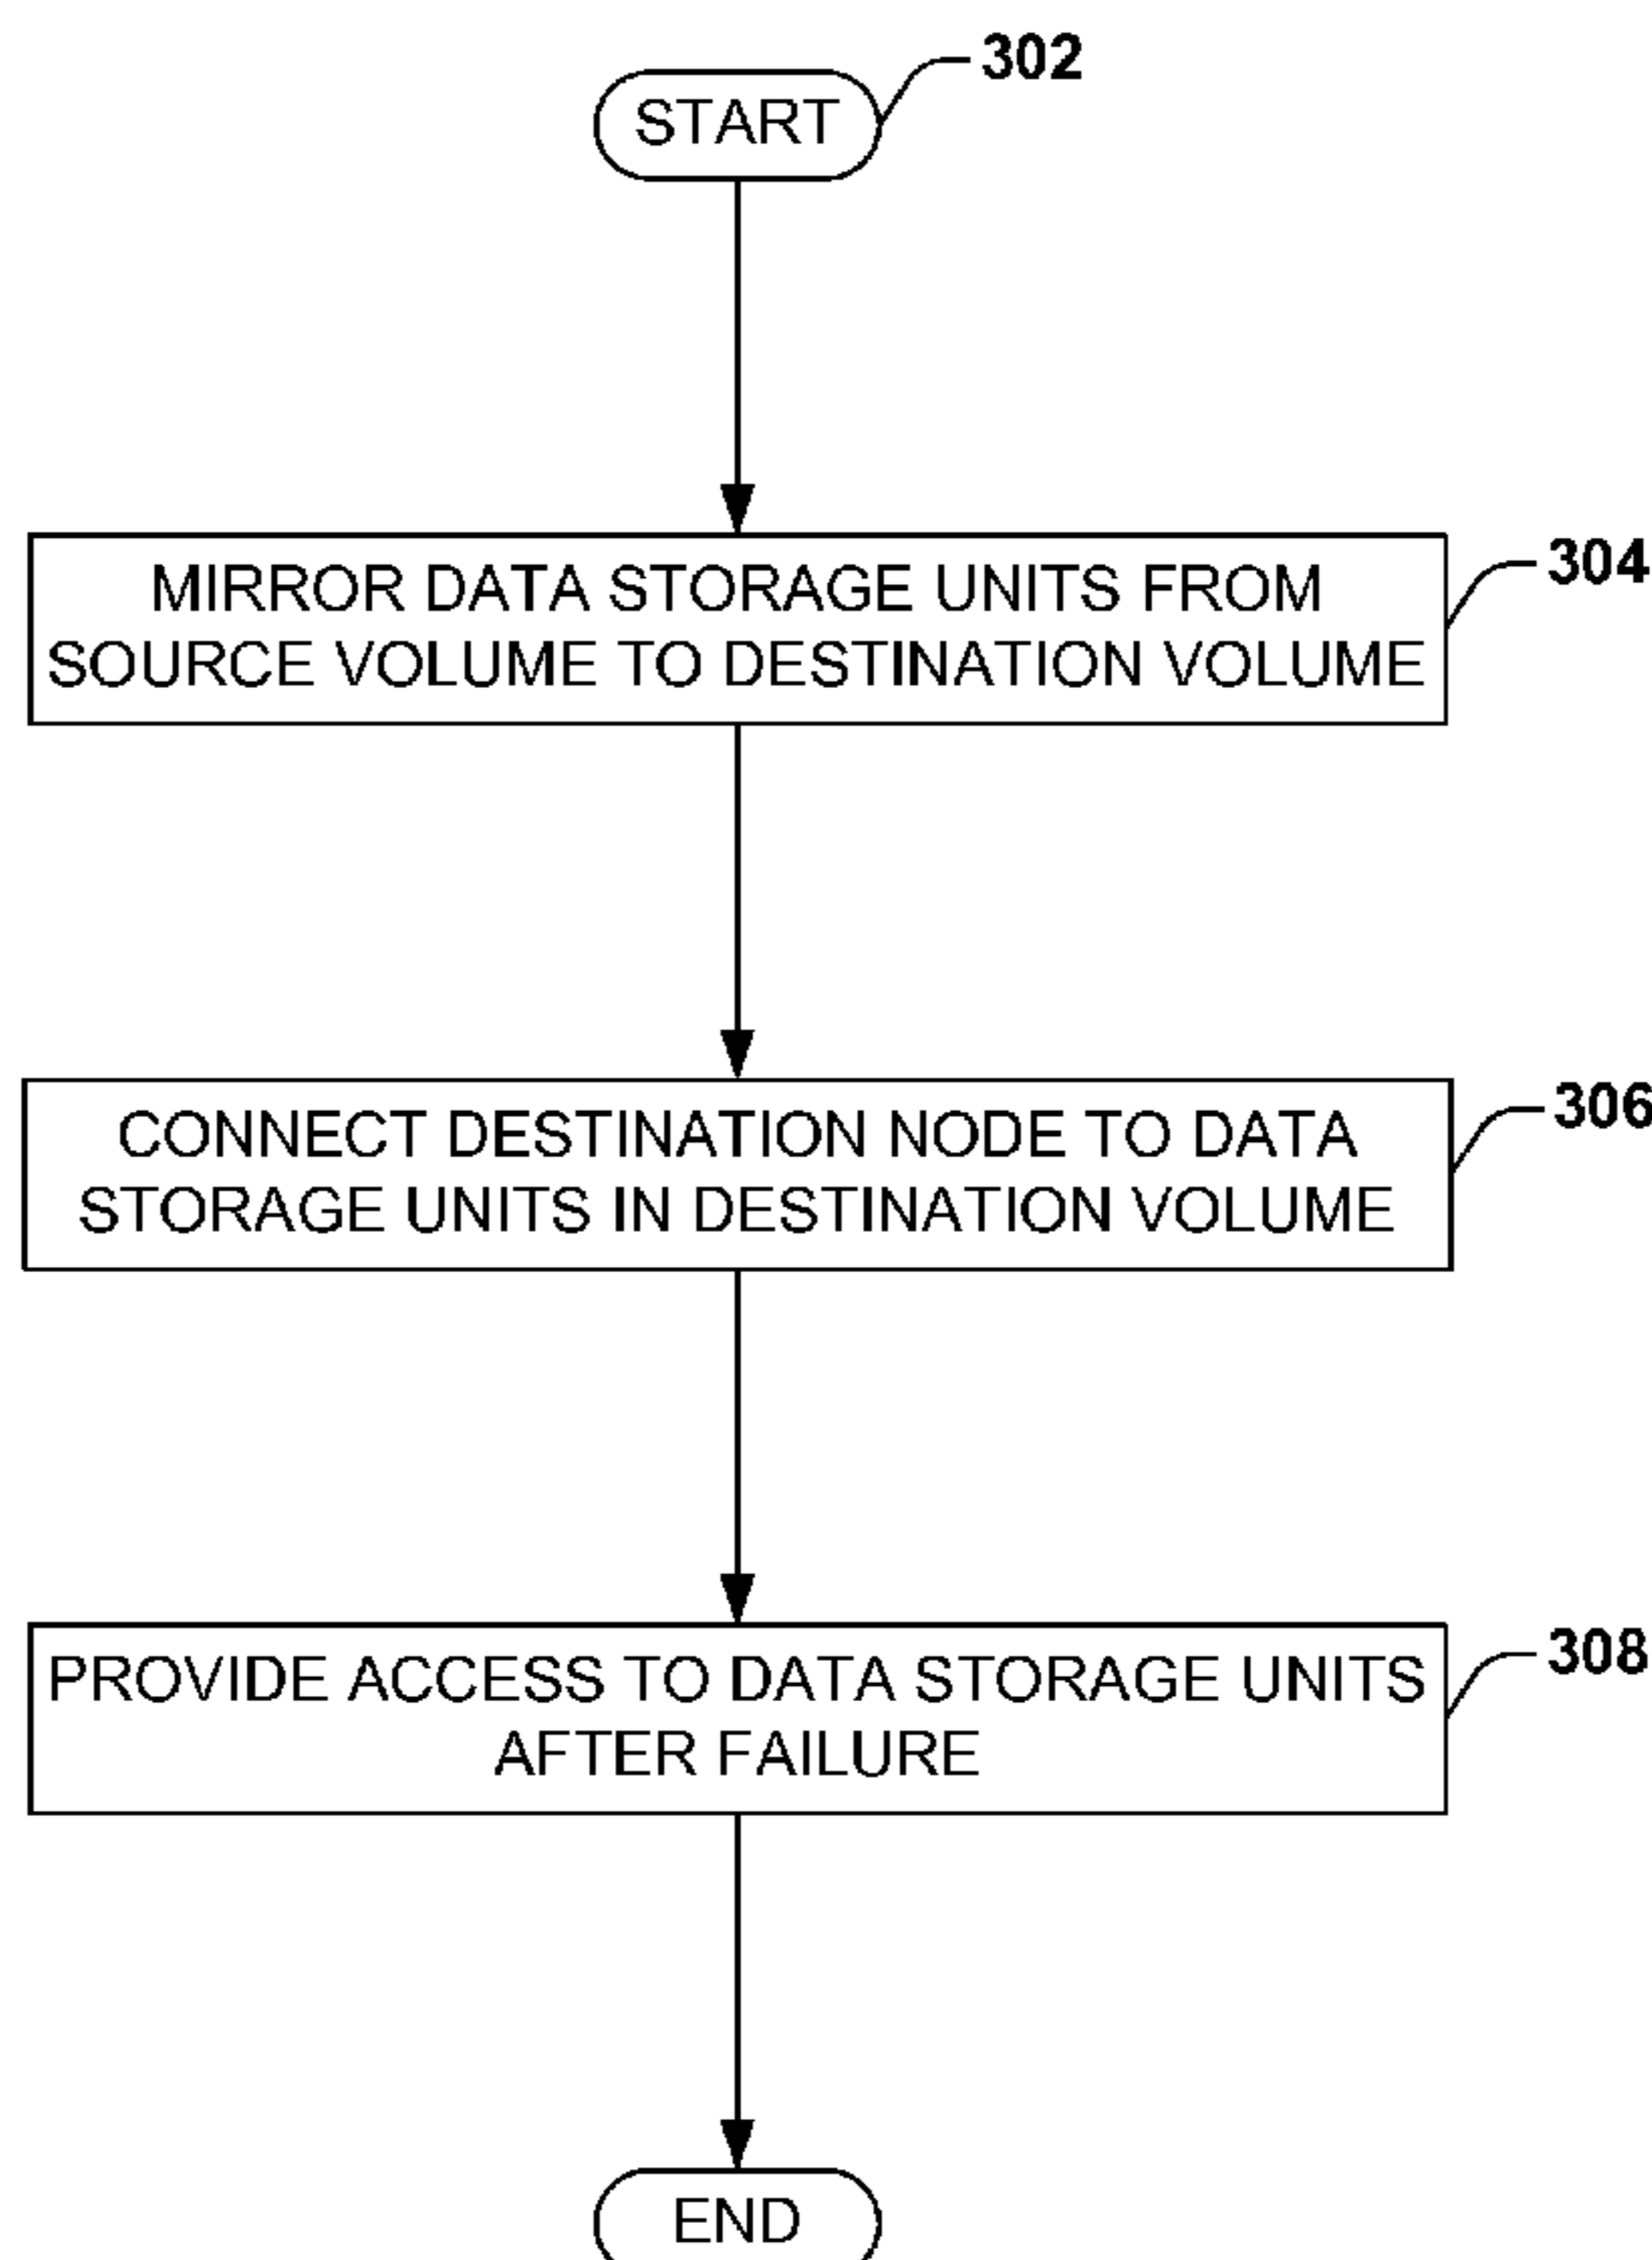 302
START
304
MIRROR DATA STORAGE UNITS FROM
SOURCE VOLUME TO DESTINATION VOLUME
306
CONNECT DESTINATION NODE TO DATA
STORAGE UNITS IN DESTINATION VOLUME
308
PROVIDE ACCESS TO DATA STORAGE UNITS
AFTER FAILURE
END